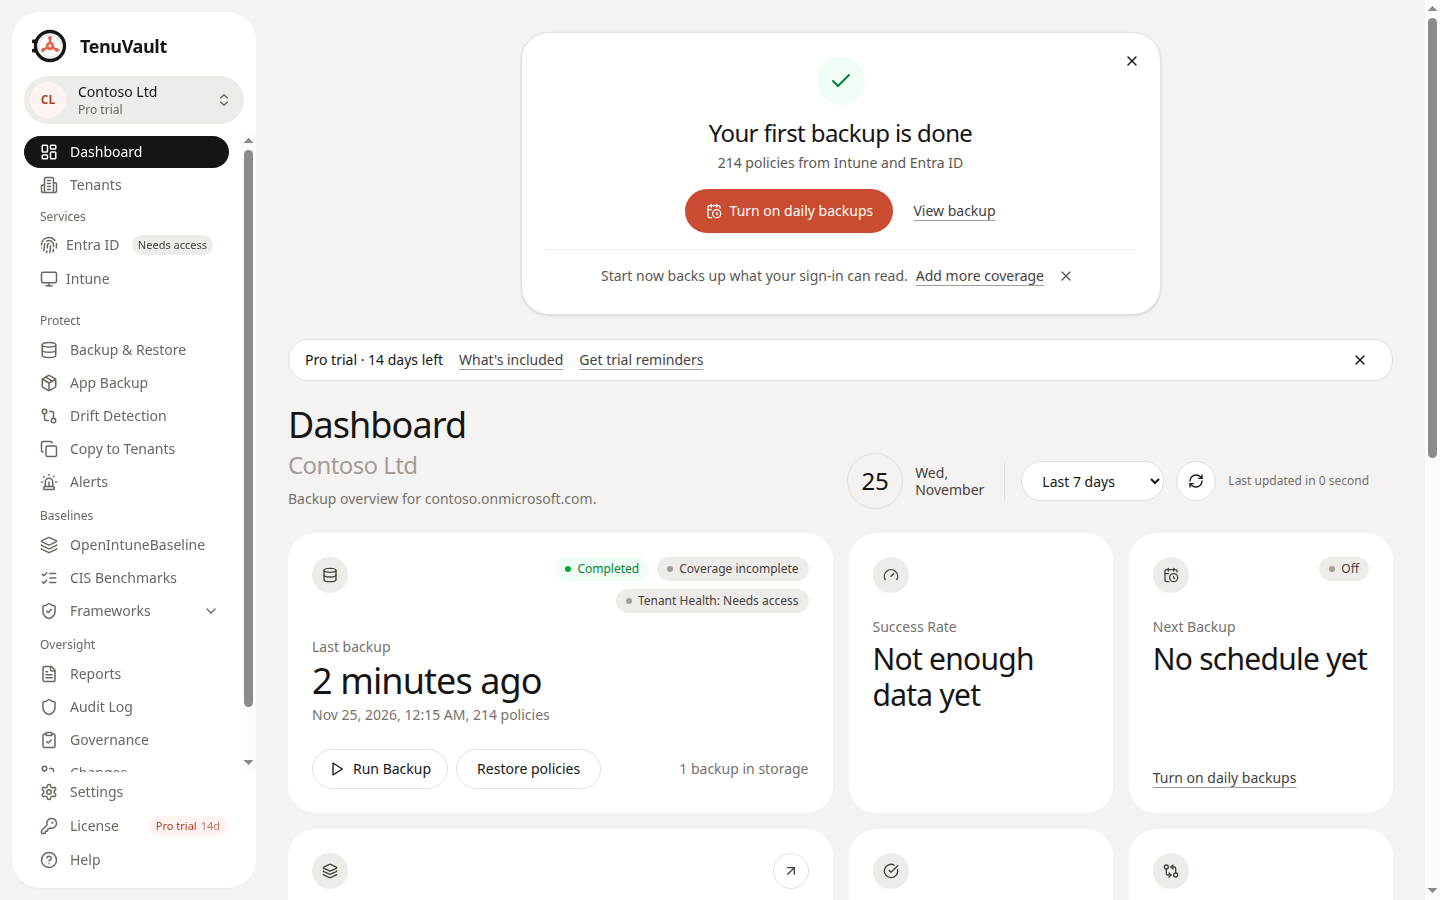 TenuVault
CL
Contoso Ltd
Pro trial
Dashboard
Tenants
Services
Entra ID
Needs access
Intune
Protect
Backup & Restore
App Backup
Drift Detection
Copy to Tenants
Alerts
Baselines
OpenIntuneBaseline
CIS Benchmarks
Frameworks
Oversight
Reports
Audit Log
Governance
Changes
Settings
License
Pro trial 14d
Help
Your first backup is done
214 policies from Intune and Entra ID
Turn on daily backups
View backup
Start now backs up what your sign-in can read. Add more coverage
Pro trial · 14 days left What's included Get trial reminders
Dashboard
Contoso Ltd
Backup overview for contoso.onmicrosoft.com.
25
Wed,
November
Last 7 days
Last updated in 0 second
Completed
Coverage incomplete
Tenant Health: Needs access
Last backup
2 minutes ago
Nov 25, 2026, 12:15 AM, 214 policies
Run Backup
Restore policies
1 backup in storage
Success Rate
Not enough
data yet
Off
Next Backup
No schedule yet
Turn on daily backups